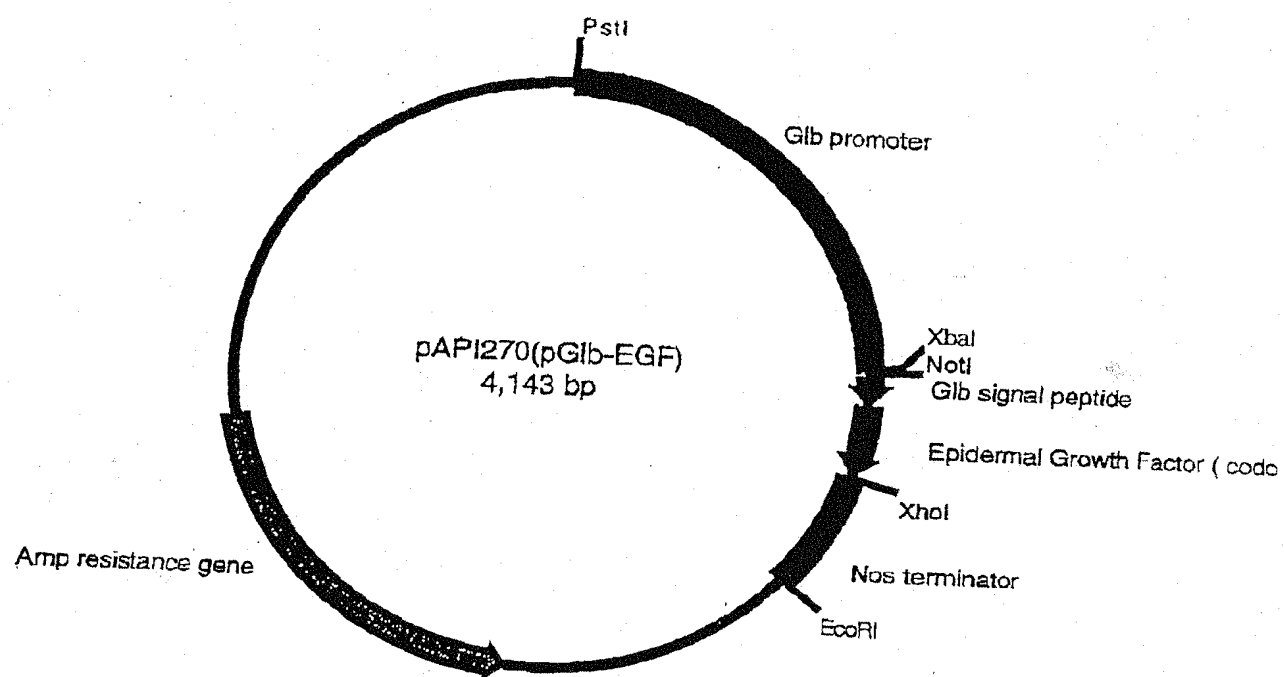 PstI
Glb promoter
XbaI
NotI
Glb signal peptide
pAPI270(pGlb-EGF)
4,143 bp
Epidermal Growth Factor ( codo
XhoI
Amp resistance gene
Nos terminator
EcoRI